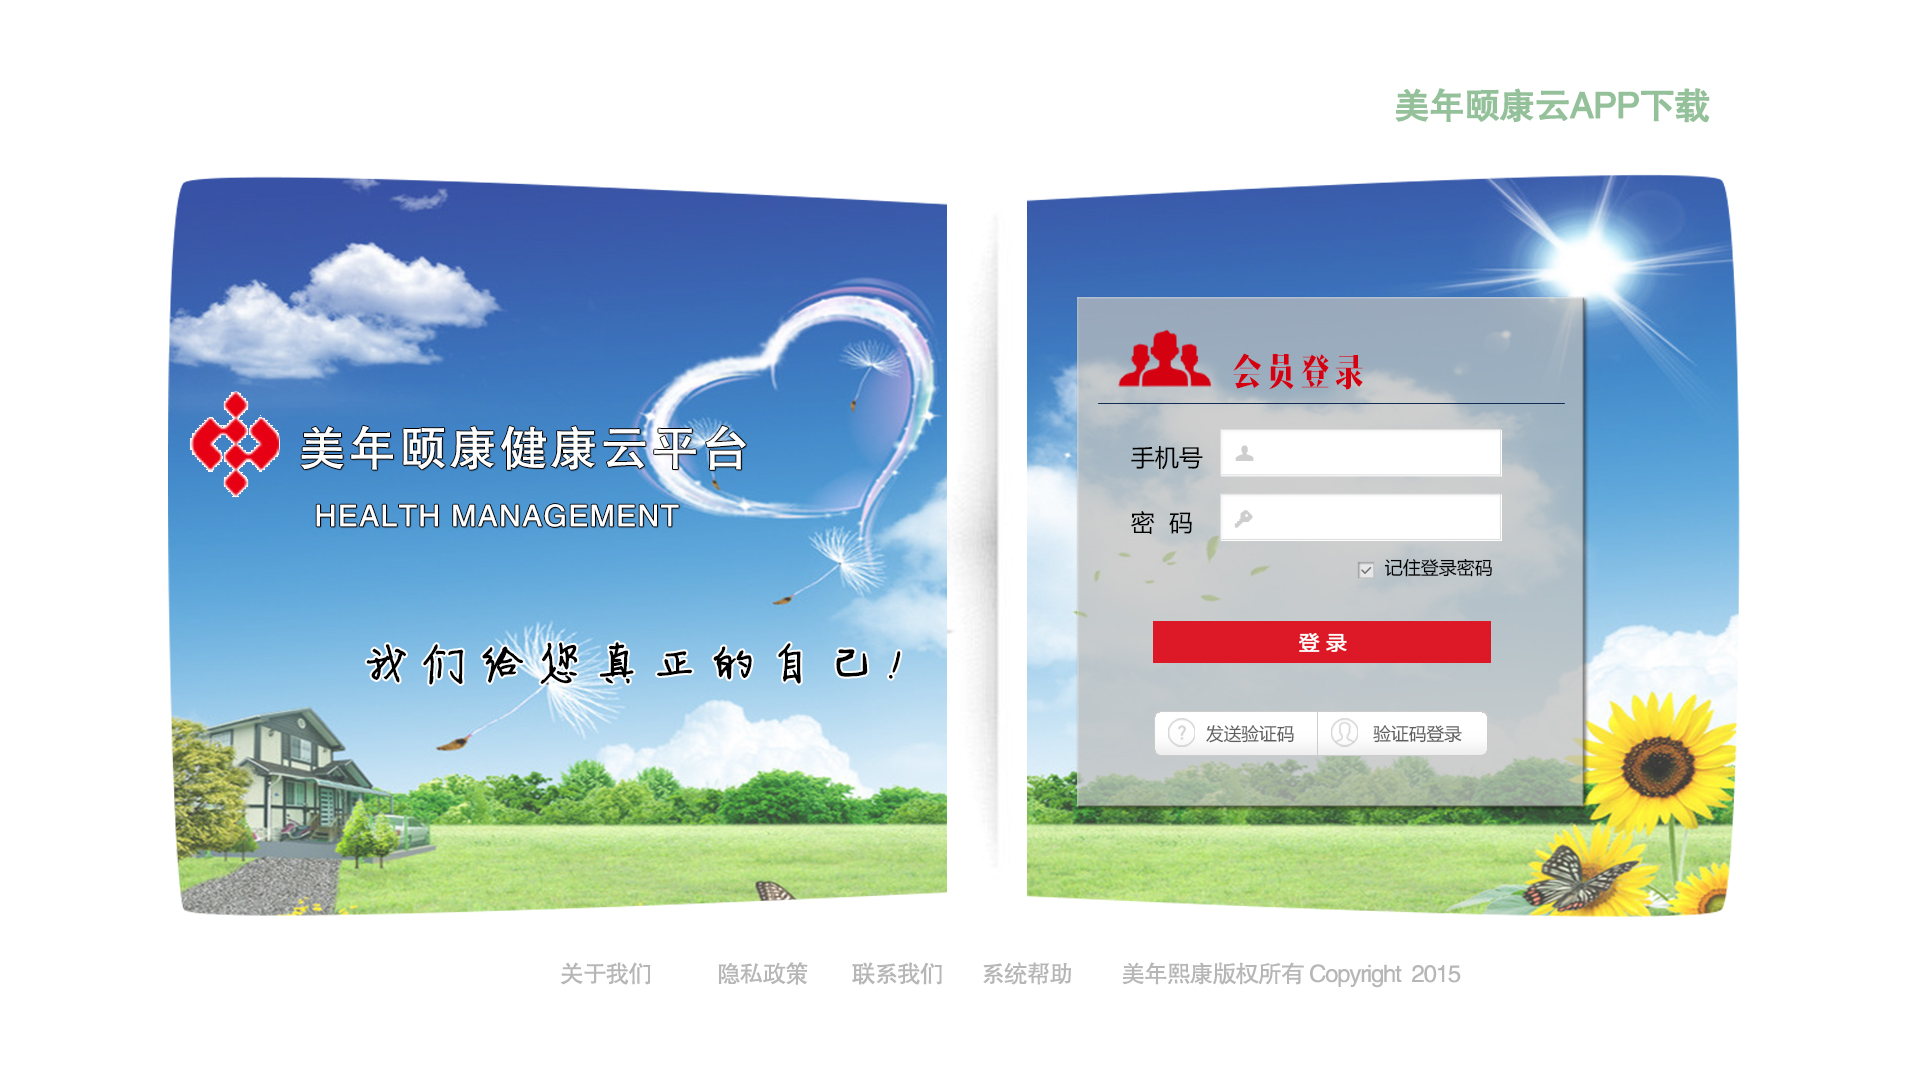 美年颐康云APP下载
美年颐康健康云平台
HEALTH MANAGEMENT
我们给您真正的自己!
会员登录
手机号
密 码
记住登录密码
登 录
发送验证码 验证码登录
关于我们 隐私政策 联系我们 系统帮助 美年熙康版权所有 Copyright 2015